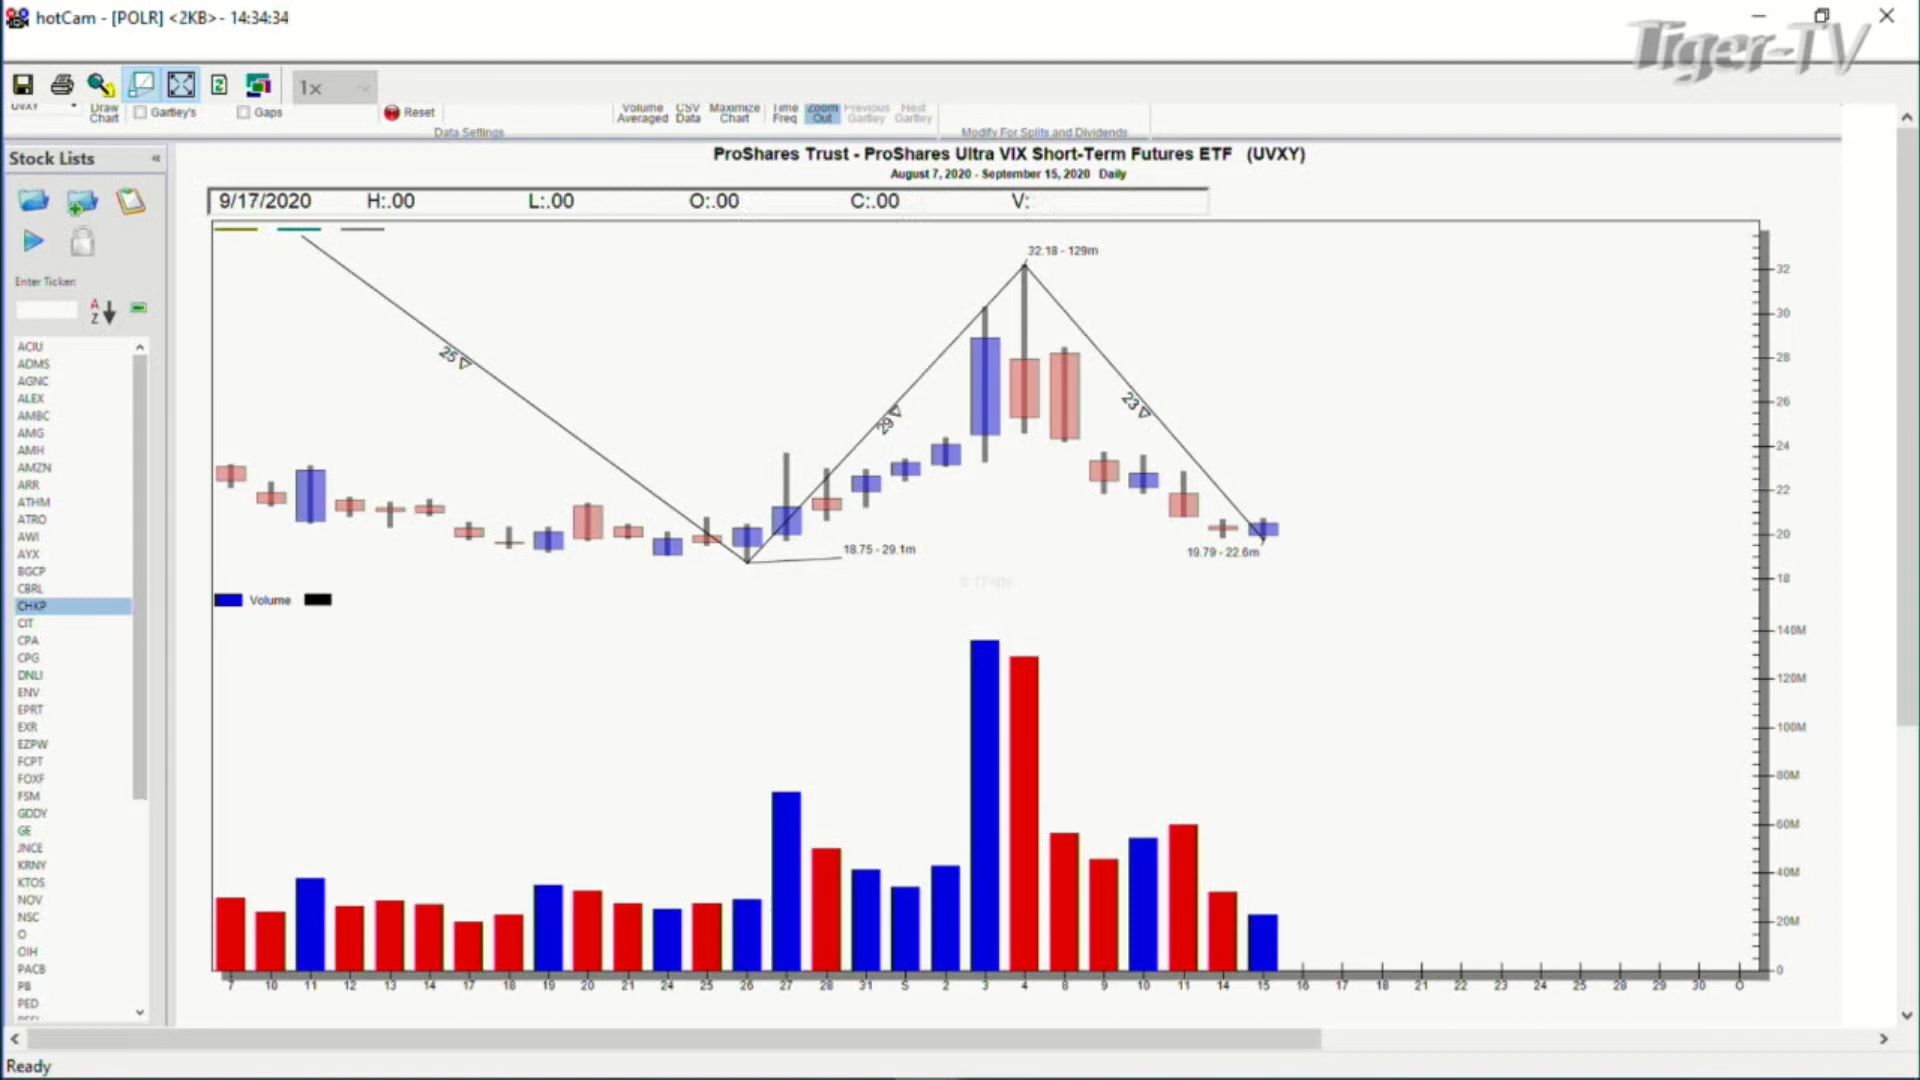 hotCam - [POLR] <2KB> - 14:34:34
Tiger-TV
1x
UVXY
Draw Chart
Gartley's
Gaps
Reset
Volume Averaged
CSV Data
Maximize Chart
Time Freq
Zoom Out
Previous Gartley
Next Gartley
Data Settings
Modify For Splits and Dividends
Stock Lists «
ProShares Trust - ProShares Ultra VIX Short-Term Futures ETF (UVXY)
August 7, 2020 - September 15, 2020 Daily
9/17/2020 H:.00 L:.00 O:.00 C:.00 V:
Enter Ticker:
A
Z
ACIU
ADMS
AGNC
ALEX
AMBC
AMG
AMH
AMZN
ARR
ATHM
ATRO
AWI
AYX
BGCP
CBRL
CHKP
CIT
CPA
CPG
DNLI
ENV
EPRT
EXR
EZPW
FCPT
FOXF
FSM
GDDY
GE
JNCE
KRNY
KTOS
NOV
NSC
O
OIH
PACB
PB
PED
32.18 - 129m
25
29
23
18.75 - 29.1m
19.79 - 22.6m
32
30
28
26
24
22
20
18
Volume
140M
120M
100M
80M
60M
40M
20M
0
7 10 11 12 13 14 17 18 19 20 21 24 25 26 27 28 31 S 2 3 4 8 9 10 11 14 15 16 17 18 21 22 23 24 25 28 29 30 O
Ready